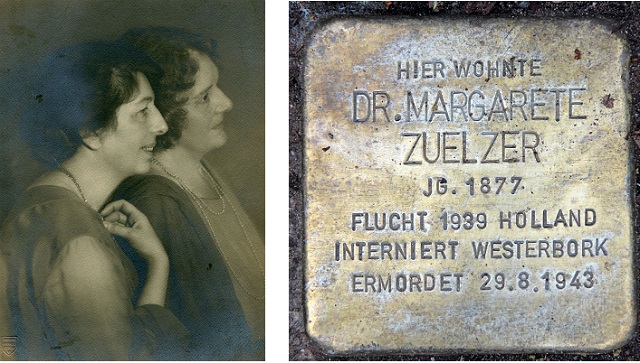 HIER WOHNTE
DR. MARGARETE
ZUELZER
JG. 1877
FLUCHT 1939 HOLLAND
INTERNIERT WESTERBORK
ERMORDET 29.8.1943